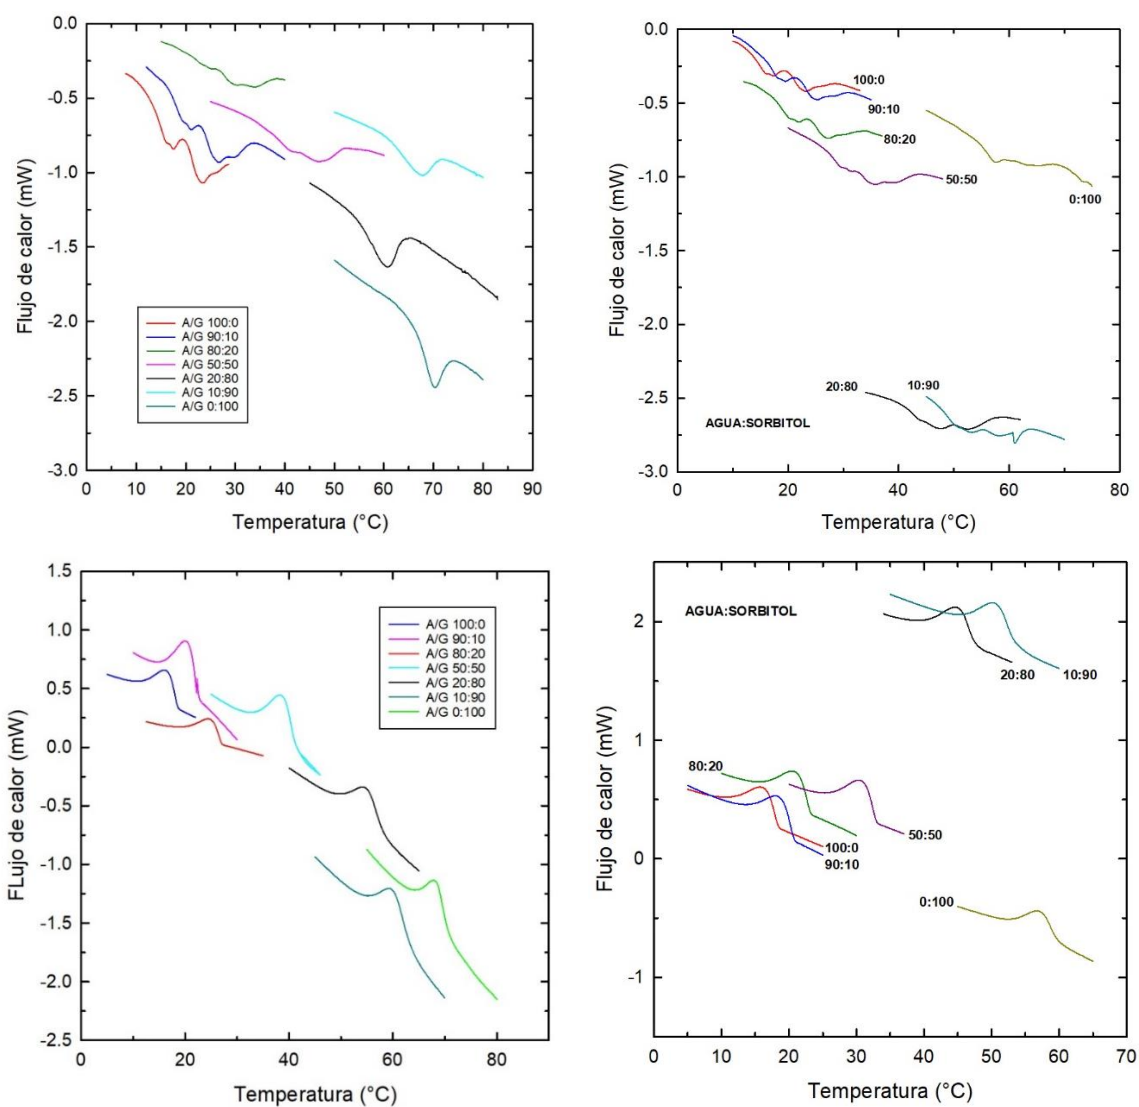 0.0
-0.5
-1.0
-1.5
-2.0
-2.5
-3.0
Flujo de calor (mW)
A/G 100:0
A/G 90:10
A/G 80:20
A/G 50:50
A/G 20:80
A/G 10:90
A/G 0:100
0 10 20 30 40 50 60 70 80 90
Temperatura (°C)
0.0
-0.5
-1.0
-1.5
-2.0
-2.5
-3.0
Flujo de calor (mW)
100:0
90:10
80:20
50:50
0:100
20:80 10:90
AGUA:SORBITOL
0 20 40 60 80
Temperatura (°C)
1.5
1.0
0.5
0.0
-0.5
-1.0
-1.5
-2.0
-2.5
FLujo de calor (mW)
A/G 100:0
A/G 90:10
A/G 80:20
A/G 50:50
A/G 20:80
A/G 10:90
A/G 0:100
0 20 40 60 80
Temperatura (°C)
2
1
0
-1
Flujo de calor (mW)
AGUA:SORBITOL
20:80 10:90
80:20
50:50
100:0
90:10
0:100
0 10 20 30 40 50 60 70
Temperatura (°C)